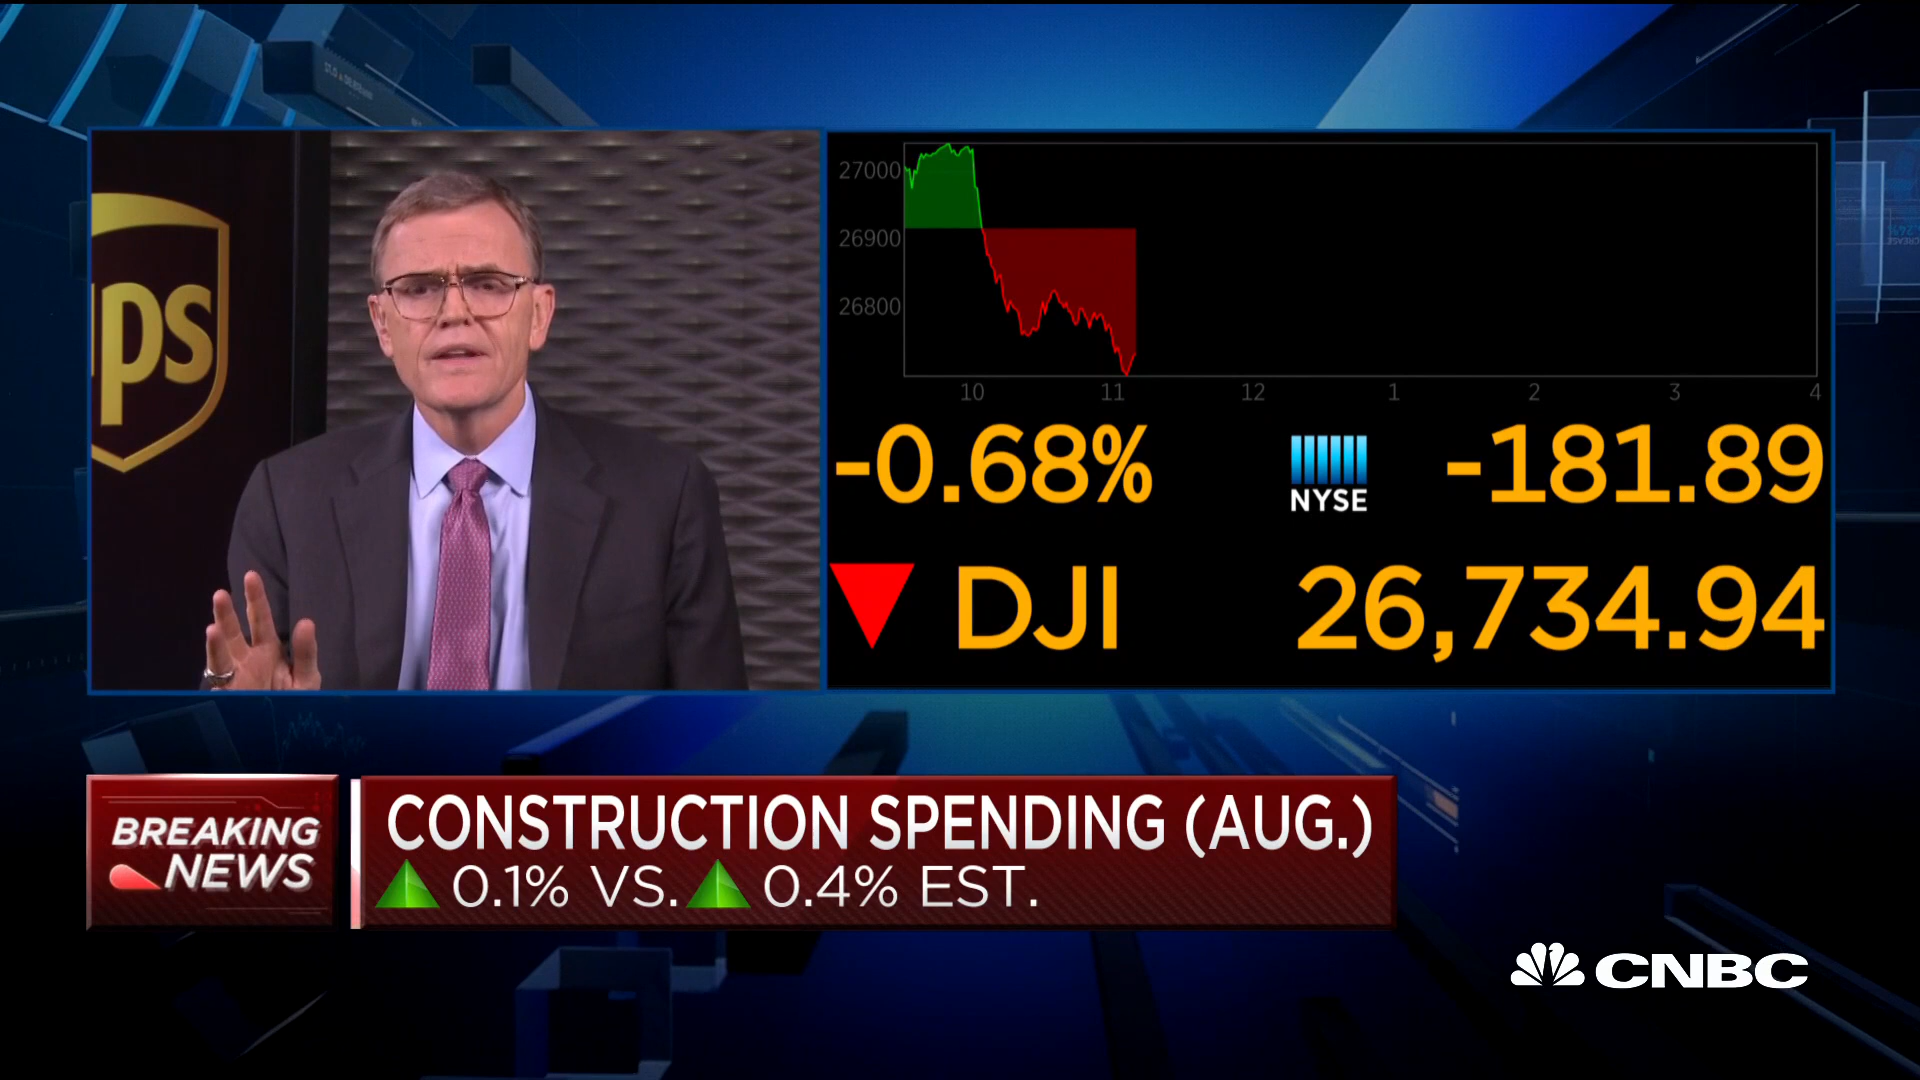 ups
27000
26900
26800
10 11 12 1 2 3 4
-0.68% NYSE -181.89
▼ DJI 26,734.94
BREAKING NEWS
CONSTRUCTION SPENDING (AUG.)
▲ 0.1% VS. ▲ 0.4% EST.
CNBC